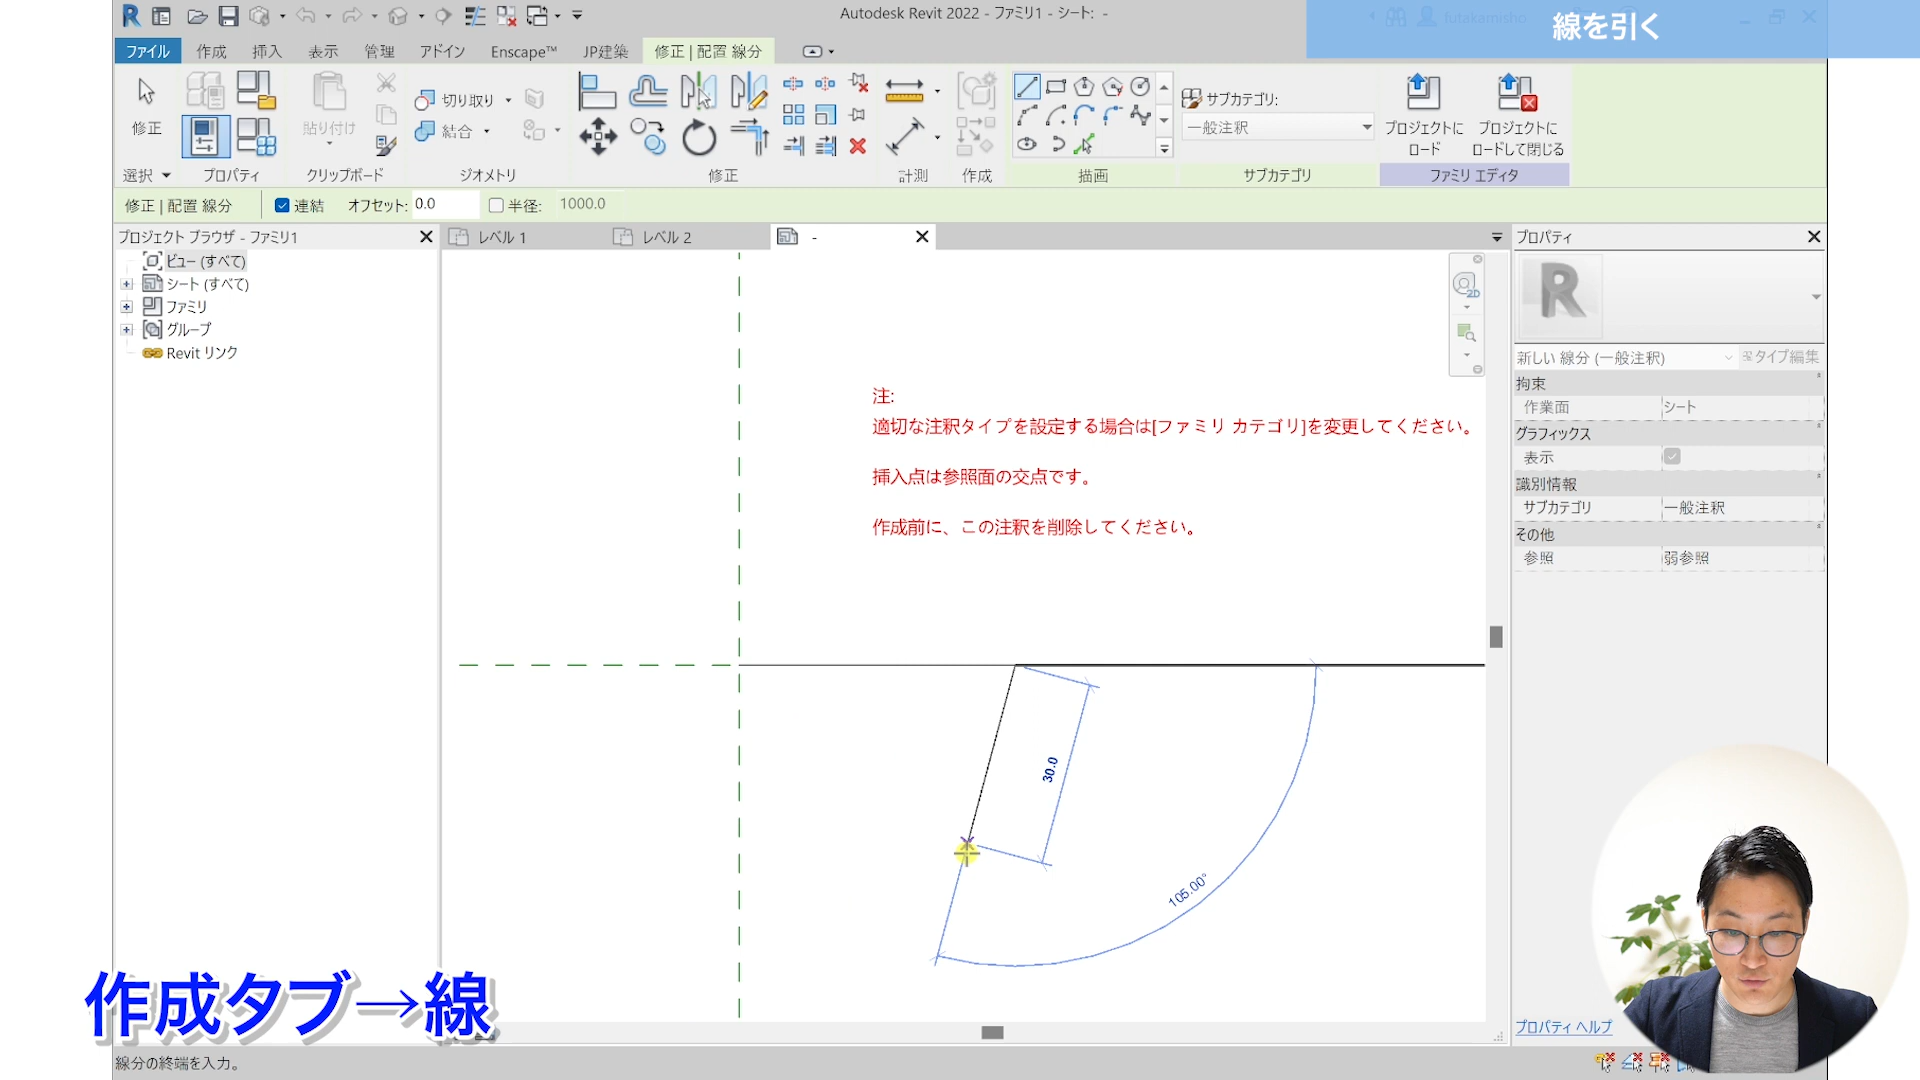 Autodesk Revit 2022 - ファミリ1 - シート: -
futakamisho
線を引く
ファイル 作成 挿入 表示 管理 アドイン Enscape™ JP建築 修正 | 配置 線分
修正
貼り付け
切り取り
結合
サブカテゴリ:
一般注釈
プロジェクトに
ロード
プロジェクトに
ロードして閉じる
選択 プロパティ クリップボード ジオメトリ 修正 計測 作成 描画 サブカテゴリ ファミリ エディタ
修正 | 配置 線分 連結 オフセット: 0.0 半径: 1000.0
プロジェクト ブラウザ - ファミリ1
レベル 1 レベル 2 -
ビュー (すべて)
シート (すべて)
ファミリ
グループ
Revit リンク
2D
注:
適切な注釈タイプを設定する場合は[ファミリ カテゴリ]を変更してください。
挿入点は参照面の交点です。
作成前に、この注釈を削除してください。
30.0
105.00°
プロパティ
R
新しい 線分 (一般注釈) タイプ編集
拘束
作業面 シート
グラフィックス
表示
識別情報
サブカテゴリ 一般注釈
その他
参照 弱参照
プロパティ ヘルプ
作成タブ→線
線分の終端を入力。